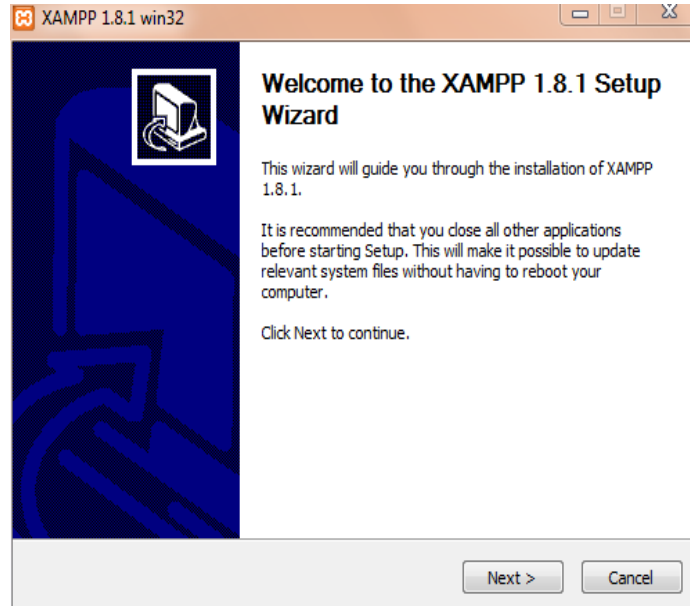 XAMPP 1.8.1 win32
Welcome to the XAMPP 1.8.1 Setup
Wizard
This wizard will guide you through the installation of XAMPP
1.8.1.
It is recommended that you close all other applications
before starting Setup. This will make it possible to update
relevant system files without having to reboot your
computer.
Click Next to continue.
Next >
Cancel